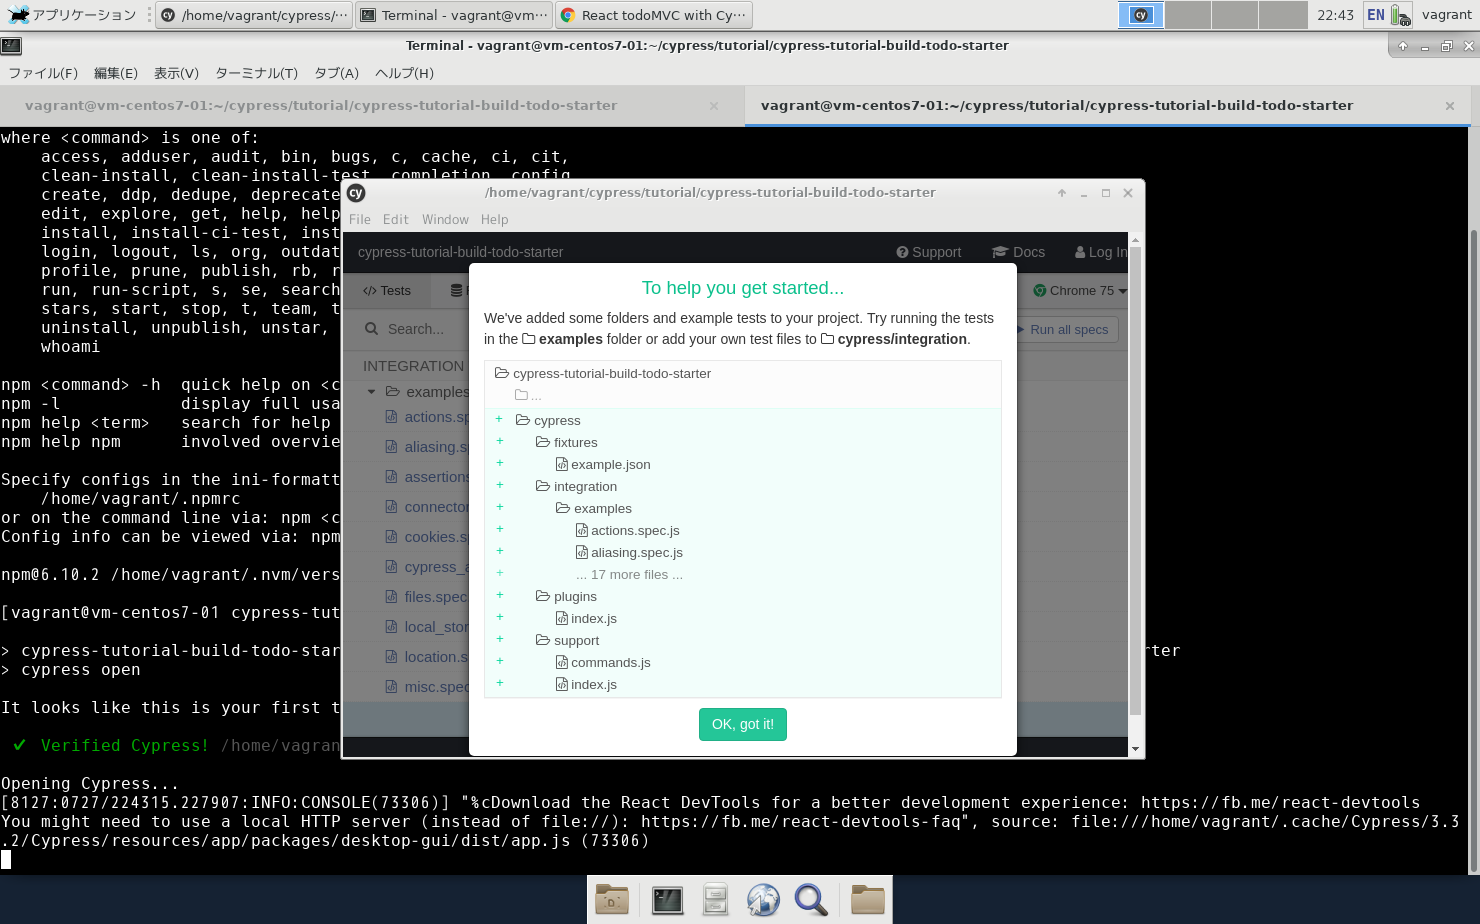 アプリケーション
/home/vagrant/cypress/···
Terminal - vagrant@vm···
React todoMVC with Cy···
cy
22:43
EN
vagrant
Terminal - vagrant@vm-centos7-01:~/cypress/tutorial/cypress-tutorial-build-todo-starter
ファイル(F) 編集(E) 表示(V) ターミナル(T) タブ(A) ヘルプ(H)
vagrant@vm-centos7-01:~/cypress/tutorial/cypress-tutorial-build-todo-starter
vagrant@vm-centos7-01:~/cypress/tutorial/cypress-tutorial-build-todo-starter
where <command> is one of:
access, adduser, audit, bin, bugs, c, cache, ci, cit,
clean-install, clean-install-test, completion, config,
create, ddp, dedupe, deprecate
edit, explore, get, help, help
install, install-ci-test, inst
login, logout, ls, org, outdat
profile, prune, publish, rb, r
run, run-script, s, se, search
stars, start, stop, t, team, t
uninstall, unpublish, unstar,
whoami
npm <command> -h quick help on <c
npm -l display full usa
npm help <term> search for help
npm help npm involved overvie
Specify configs in the ini-formatt
/home/vagrant/.npmrc
or on the command line via: npm <c
Config info can be viewed via: npm
npm@6.10.2 /home/vagrant/.nvm/vers
[vagrant@vm-centos7-01 cypress-tut
> cypress-tutorial-build-todo-star
rter
> cypress open
It looks like this is your first t
✔ Verified Cypress! /home/vagran
Opening Cypress...
[8127:0727/224315.227907:INFO:CONSOLE(73306)] "%cDownload the React DevTools for a better development experience: https://fb.me/react-devtools
You might need to use a local HTTP server (instead of file://): https://fb.me/react-devtools-faq", source: file:///home/vagrant/.cache/Cypress/3.3
.2/Cypress/resources/app/packages/desktop-gui/dist/app.js (73306)
cy
/home/vagrant/cypress/tutorial/cypress-tutorial-build-todo-starter
File Edit Window Help
cypress-tutorial-build-todo-starter
Support
Docs
Log In
</> Tests
Chrome 75
Search...
Run all specs
INTEGRATION
examples
actions.sp
aliasing.s
assertions
connector
cookies.s
cypress_a
files.spec
local_stor
location.s
misc.spec
To help you get started...
We've added some folders and example tests to your project. Try running the tests
in the examples folder or add your own test files to cypress/integration.
cypress-tutorial-build-todo-starter
...
+ cypress
+ fixtures
+ example.json
+ integration
+ examples
+ actions.spec.js
+ aliasing.spec.js
+ ... 17 more files ...
+ plugins
+ index.js
+ support
+ commands.js
+ index.js
OK, got it!